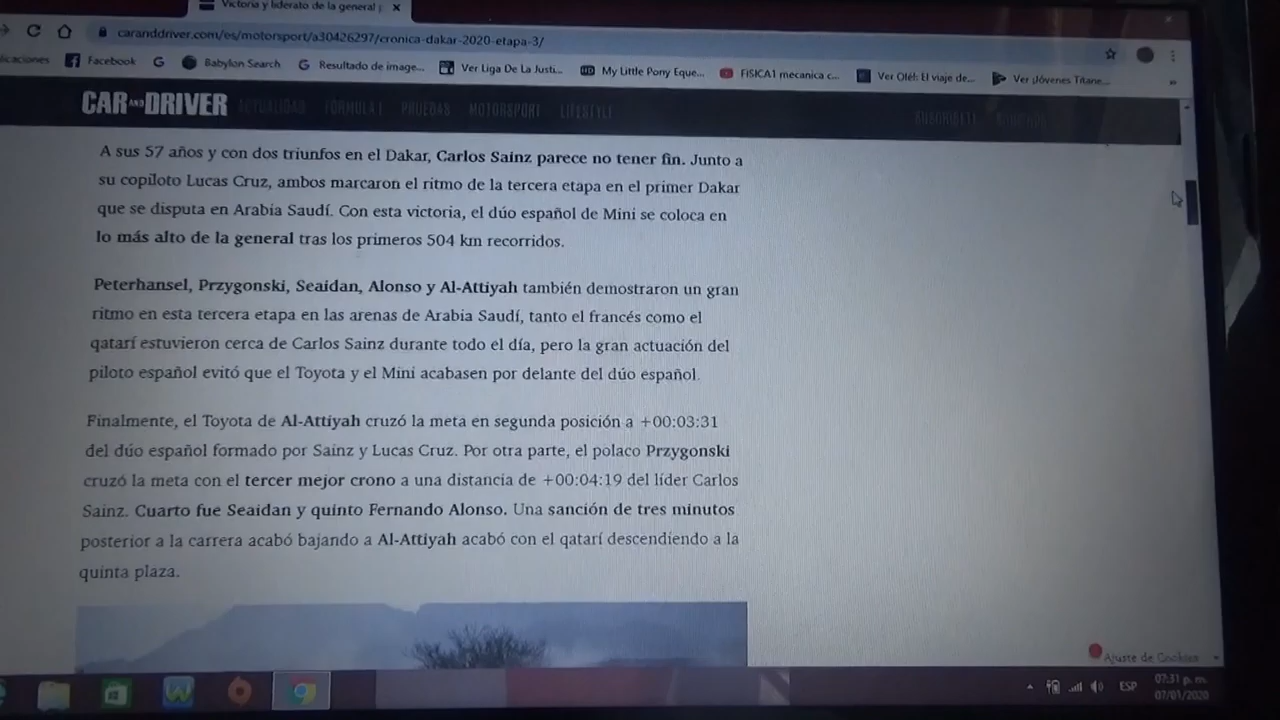 Victoria y liderato de la general
caranddriver.com/es/motorsport/a30426297/cronica-dakar-2020-etapa-3/
licaciones Facebook Babylon Search Resultado de image... Ver Liga De La Justi... My Little Pony Eque... FISICA1 mecanica c... Ver Olé!: El viaje de... Ver ¡Jóvenes Titane...
CAR AND DRIVER ACTUALIDAD FÓRMULA 1 PRUEBAS MOTORSPORT LIFESTYLE SUSCRÍBETE
A sus 57 años y con dos triunfos en el Dakar, Carlos Sainz parece no tener fin. Junto a
su copiloto Lucas Cruz, ambos marcaron el ritmo de la tercera etapa en el primer Dakar
que se disputa en Arabia Saudí. Con esta victoria, el dúo español de Mini se coloca en
lo más alto de la general tras los primeros 504 km recorridos.
Peterhansel, Przygonski, Seaidan, Alonso y Al-Attiyah también demostraron un gran
ritmo en esta tercera etapa en las arenas de Arabia Saudí, tanto el francés como el
qatarí estuvieron cerca de Carlos Sainz durante todo el día, pero la gran actuación del
piloto español evitó que el Toyota y el Mini acabasen por delante del dúo español.
Finalmente, el Toyota de Al-Attiyah cruzó la meta en segunda posición a +00:03:31
del dúo español formado por Sainz y Lucas Cruz. Por otra parte, el polaco Przygonski
cruzó la meta con el tercer mejor crono a una distancia de +00:04:19 del líder Carlos
Sainz. Cuarto fue Seaidan y quinto Fernando Alonso. Una sanción de tres minutos
posterior a la carrera acabó bajando a Al-Attiyah acabó con el qatarí descendiendo a la
quinta plaza.
Ajuste de Cookies
ESP
07:31 p. m.
07/01/2020